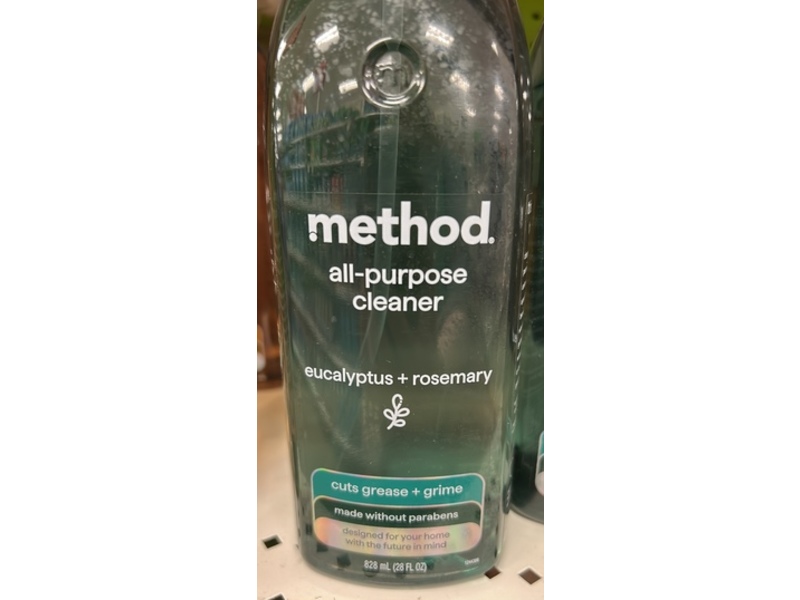 m
method.
all-purpose
cleaner
eucalyptus + rosemary
cuts grease + grime
made without parabens
designed for your home
with the future in mind
828 mL (28 FL OZ)